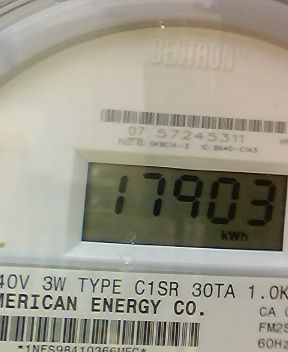 CENTRON
07 57245311
17903
kWh
40V 3W TYPE C1SR 30TA 1.0K
MERICAN ENERGY CO.
CA
FM2S
60Hz